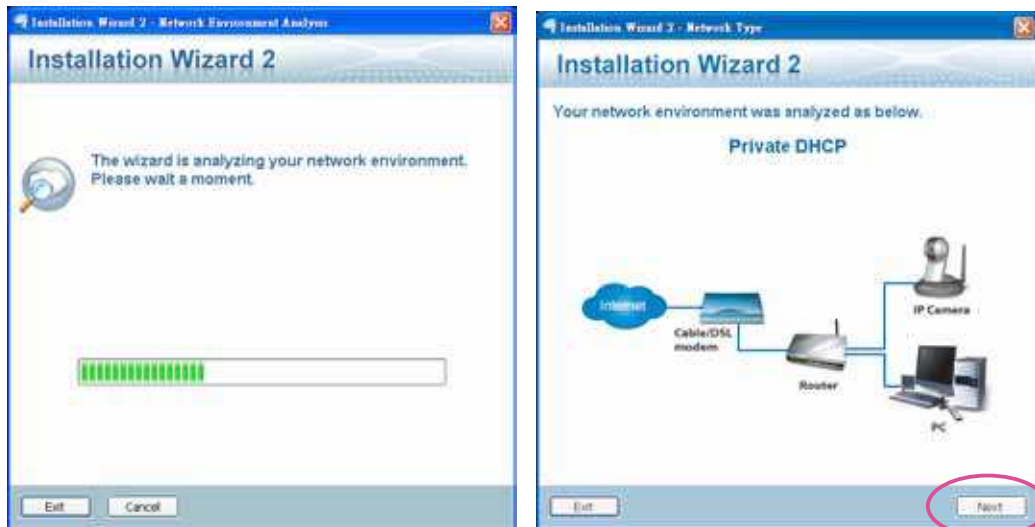 Installation Wizard 2 - Network Environment Analysis
Installation Wizard 2
The wizard is analyzing your network environment.
Please wait a moment.
Exit
Cancel
Installation Wizard 2 - Network Type
Installation Wizard 2
Your network environment was analyzed as below.
Private DHCP
Internet
Cable/DSL
modem
Router
IP Camera
PC
Exit
Next